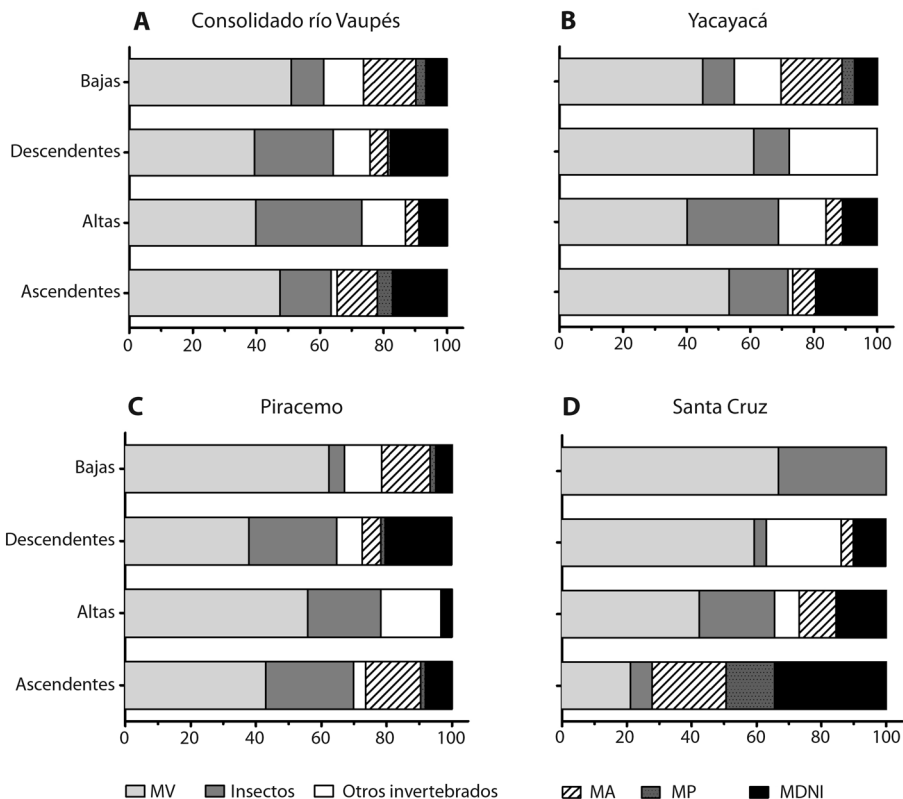 A Consolidado río Vaupés
B Yacayacá
Bajas
Descendentes
Altas
Ascendentes
0 20 40 60 80 100
0 20 40 60 80 100
C Piracemo
D Santa Cruz
Bajas
Descendentes
Altas
Ascendentes
0 20 40 60 80 100
0 20 40 60 80 100
MV Insectos Otros invertebrados MA MP MDNI